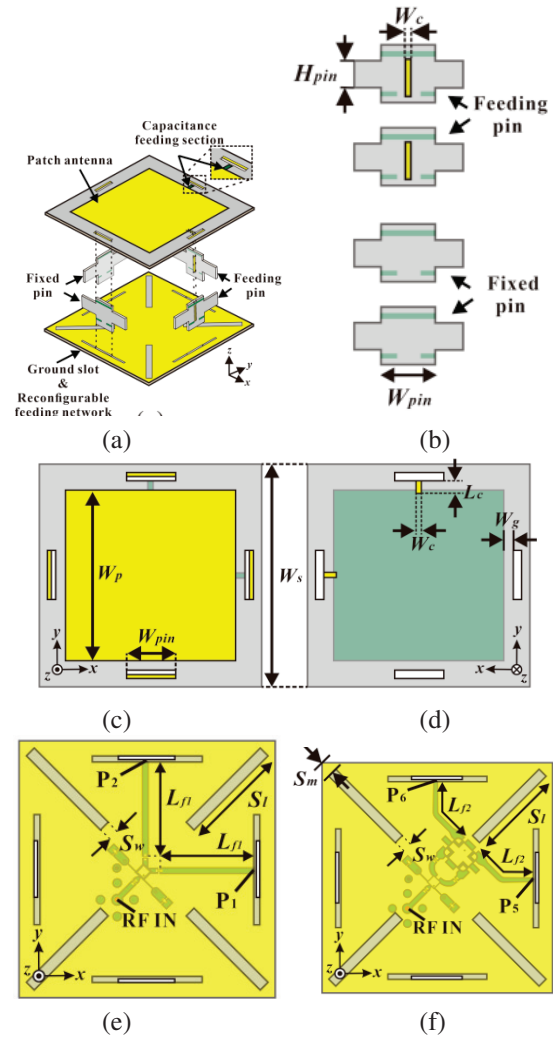 Capacitance
feeding section
Patch antenna
Fixed
pin
Feeding
pin
Ground slot
&
Reconfigurable
feeding network
z
y
x
(a)
Wc
Hpin
Feeding
pin
Fixed
pin
Wpin
(b)
Wp
Wpin
y
z
x
(c)
Ws
Lc
Wc
Wg
y
x
z
(d)
P2
Lf1
Sl
Sw
Lf1
P1
RF IN
y
z
x
(e)
Sm
P6
Lf2
Sl
Sw
Lf2
P5
RF IN
y
z
x
(f)